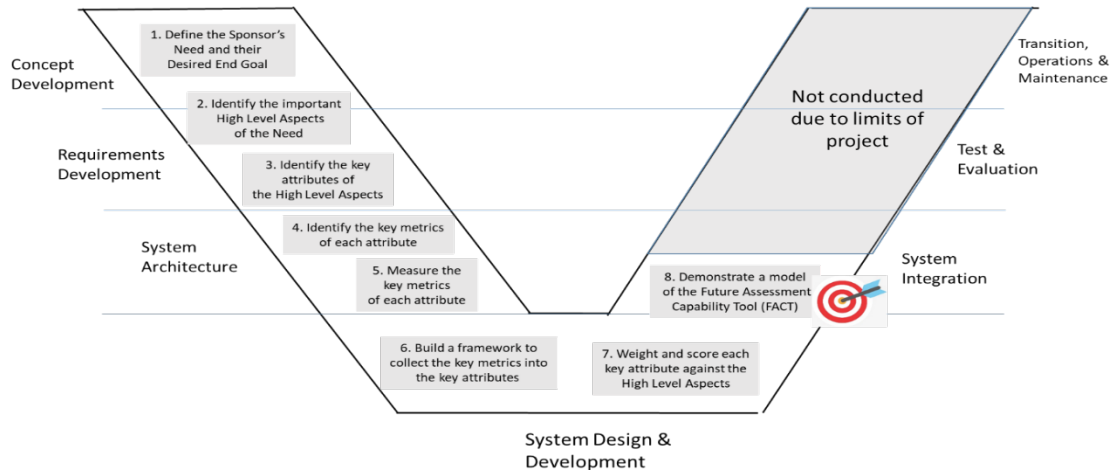 Concept
Development
1. Define the Sponsor's
Need and their
Desired End Goal
2. Identify the important
High Level Aspects
of the Need
Requirements
Development
3. Identify the key
attributes of
the High Level Aspects
System
Architecture
4. Identify the key metrics
of each attribute
5. Measure the
key metrics
of each attribute
6. Build a framework to
collect the key metrics into
the key attributes
7. Weight and score each
key attribute against the
High Level Aspects
System Design &
Development
8. Demonstrate a model
of the Future Assessment
Capability Tool (FACT)
System
Integration
Not conducted
due to limits of
project
Test &
Evaluation
Transition,
Operations &
Maintenance